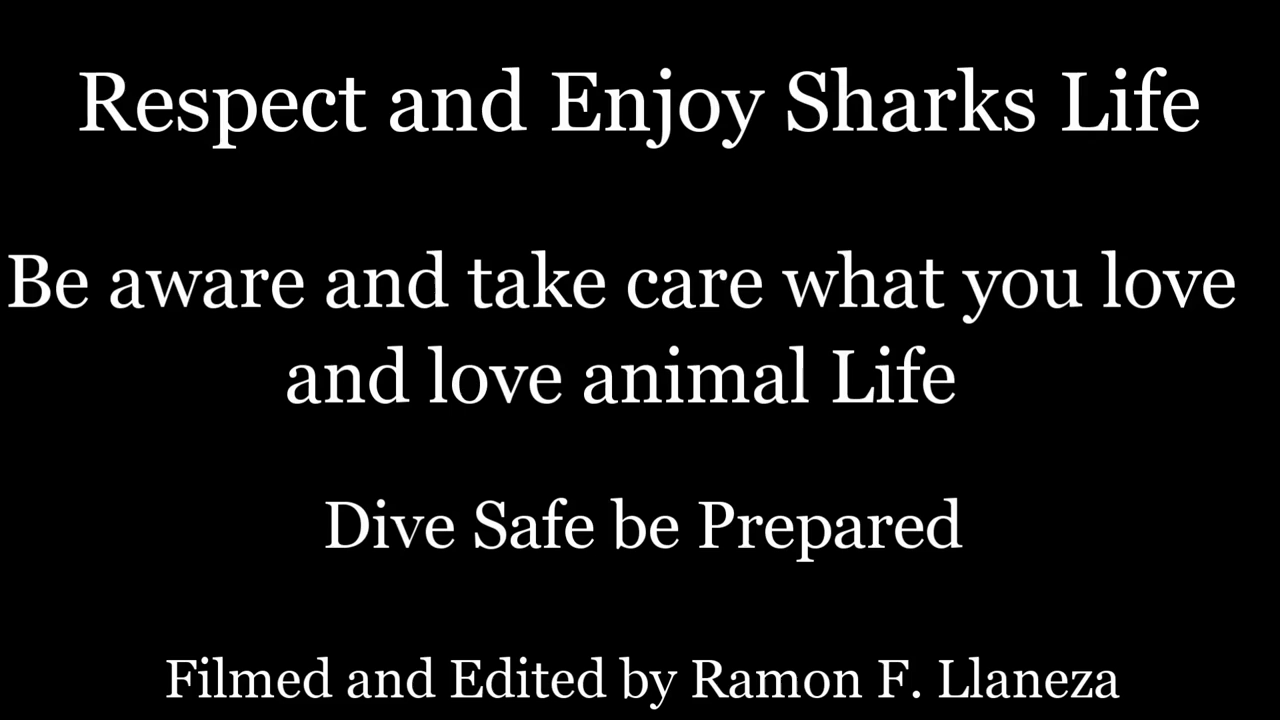 Respect and Enjoy Sharks Life
Be aware and take care what you love
and love animal Life
Dive Safe be Prepared
Filmed and Edited by Ramon F. Llaneza